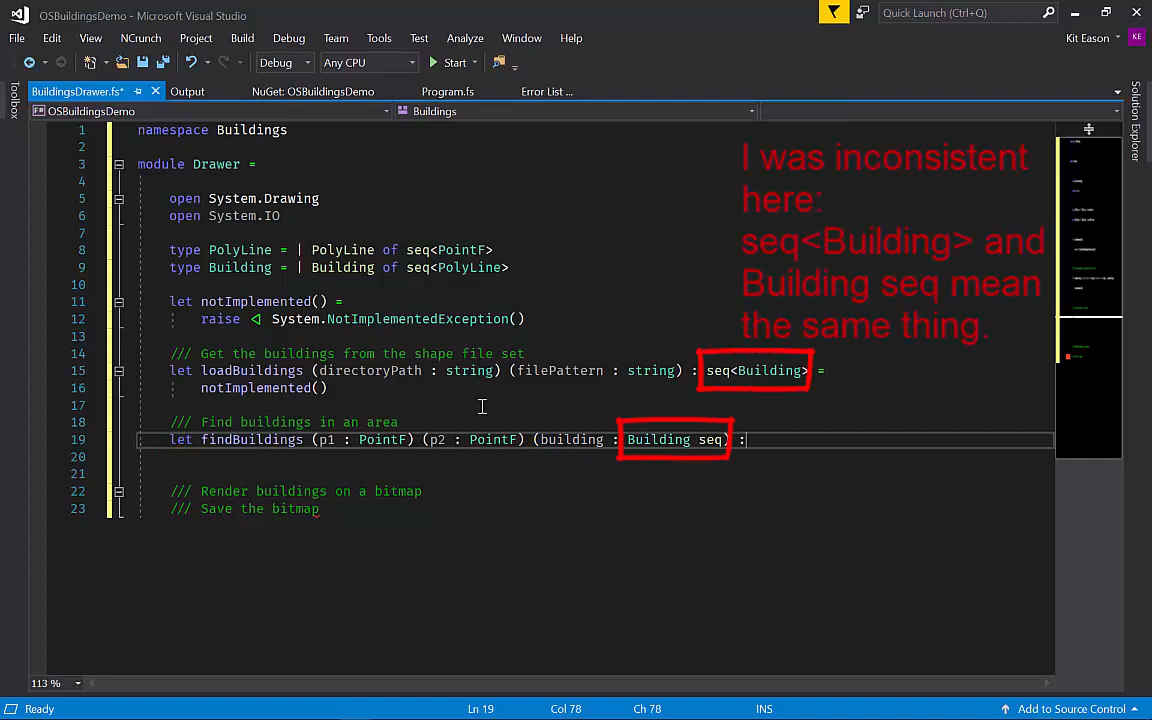 OSBuildingsDemo - Microsoft Visual Studio
Quick Launch (Ctrl+Q)
File Edit View NCrunch Project Build Debug Team Tools Test Analyze Window Help
Kit Eason KE
Debug Any CPU Start
BuildingsDrawer.fs* Output NuGet: OSBuildingsDemo Program.fs Error List ...
OSBuildingsDemo Buildings
Toolbox
Solution Explorer
1 namespace Buildings
2
3 module Drawer =
4
5 open System.Drawing
6 open System.IO
7
8 type PolyLine = | PolyLine of seq<PointF>
9 type Building = | Building of seq<PolyLine>
10
11 let notImplemented() =
12 raise <| System.NotImplementedException()
13
14 /// Get the buildings from the shape file set
15 let loadBuildings (directoryPath : string) (filePattern : string) : seq<Building> =
16 notImplemented()
17
18 /// Find buildings in an area
19 let findBuildings (p1 : PointF) (p2 : PointF) (building : Building seq) :
20
21
22 /// Render buildings on a bitmap
23 /// Save the bitmap
I was inconsistent
here:
seq<Building> and
Building seq mean
the same thing.
113 %
Ready Ln 19 Col 78 Ch 78 INS Add to Source Control